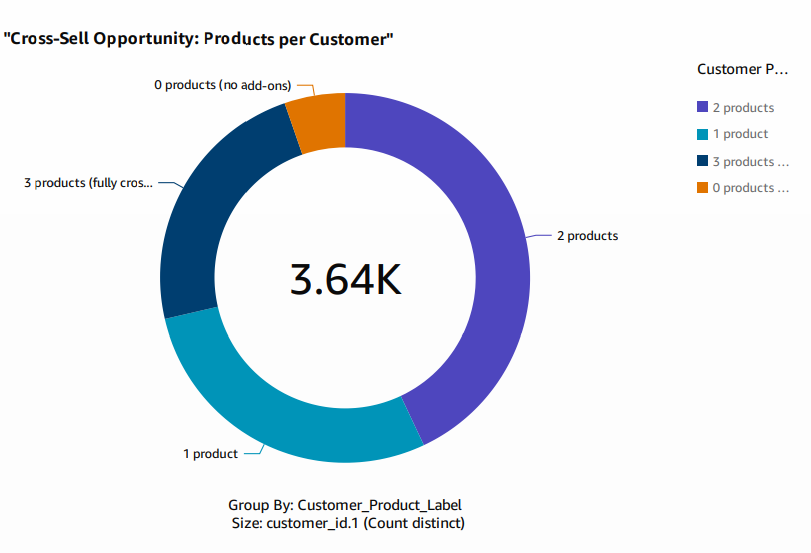 "Cross-Sell Opportunity: Products per Customer"
Customer P...
2 products
1 product
3 products ...
0 products ...
0 products (no add-ons)
3 products (fully cros...
2 products
3.64K
1 product
Group By: Customer_Product_Label
Size: customer_id.1 (Count distinct)